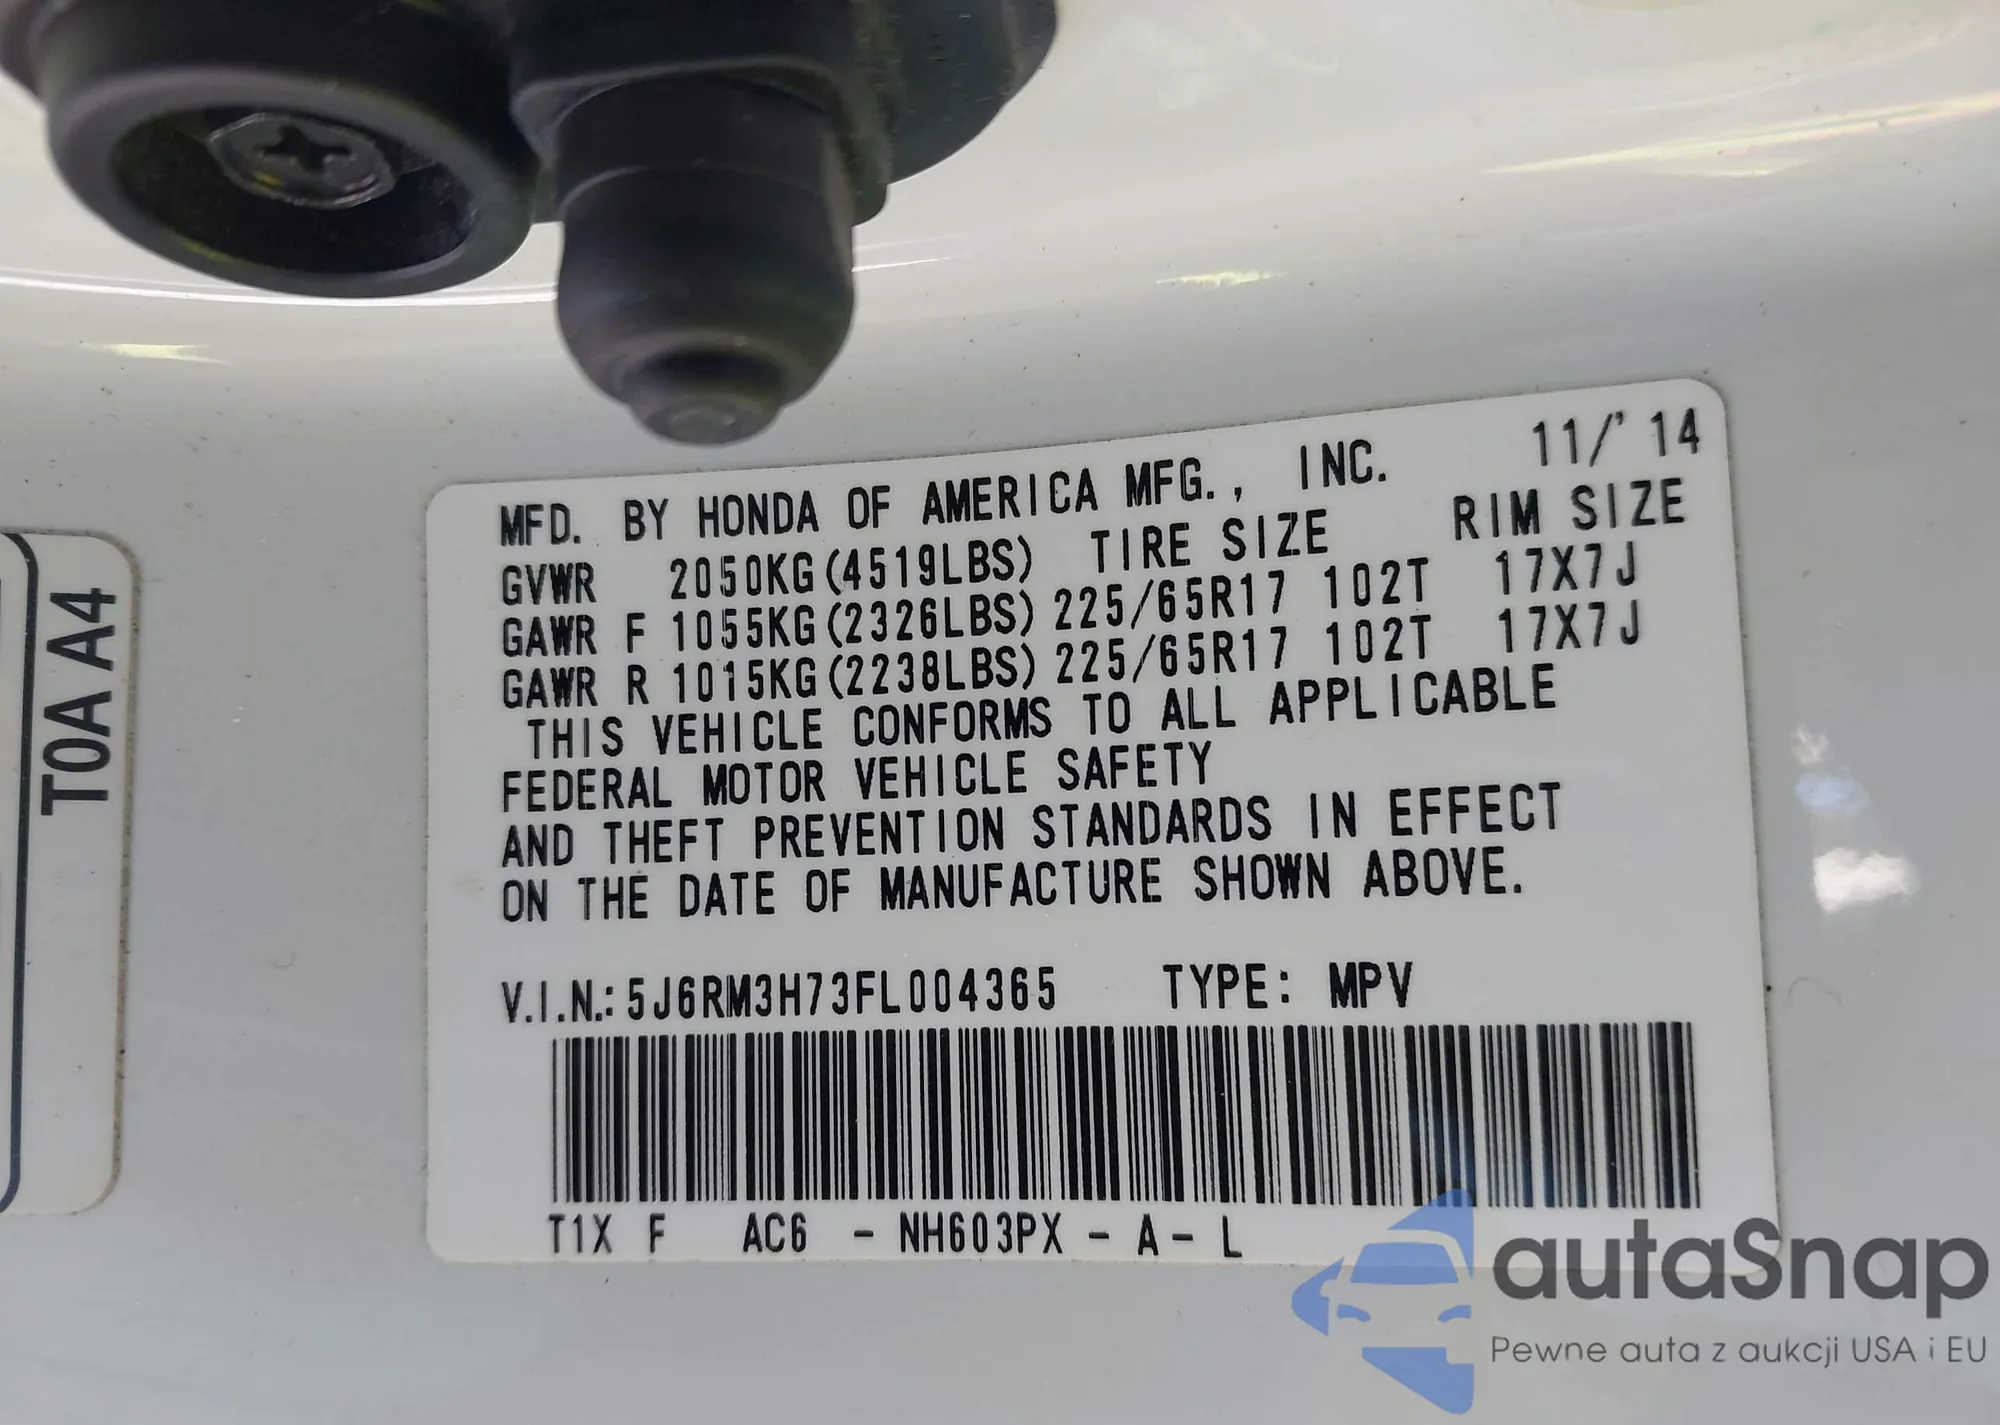 MFD. BY HONDA OF AMERICA MFG., INC. 11/'14
GVWR 2050KG(4519LBS) TIRE SIZE RIM SIZE
GAWR F 1055KG(2326LBS) 225/65R17 102T 17X7J
GAWR R 1015KG(2238LBS) 225/65R17 102T 17X7J
THIS VEHICLE CONFORMS TO ALL APPLICABLE
FEDERAL MOTOR VEHICLE SAFETY
AND THEFT PREVENTION STANDARDS IN EFFECT
ON THE DATE OF MANUFACTURE SHOWN ABOVE.
V.I.N.: 5J6RM3H73FL004365 TYPE: MPV
T1X F AC6 - NH603PX - A - L
T0A A4
autaSnap
Pewne auta z aukcji USA i EU